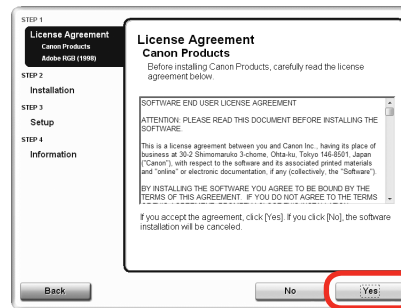 STEP 1
License Agreement
Canon Products
Adobe RGB (1998)
STEP 2
Installation
STEP 3
Setup
STEP 4
Information
License Agreement
Canon Products
Before installing Canon Products, carefully read the license
agreement below.
SOFTWARE END USER LICENSE AGREEMENT
ATTENTION: PLEASE READ THIS DOCUMENT BEFORE INSTALLING THE
SOFTWARE.
This is a license agreement between you and Canon Inc., having its place of
business at 30-2 Shimomaruko 3-chome, Ohta-ku, Tokyo 146-8501, Japan
("Canon"), with respect to the software and its associated printed materials
and "online" or electronic documentation, if any (collectively, the "Software").
BY INSTALLING THE SOFTWARE YOU AGREE TO BE BOUND BY THE
TERMS OF THIS AGREEMENT. IF YOU DO NOT AGREE TO THE TERMS
If you accept the agreement, click [Yes]. If you click [No], the software
installation will be canceled.
Back
No
Yes